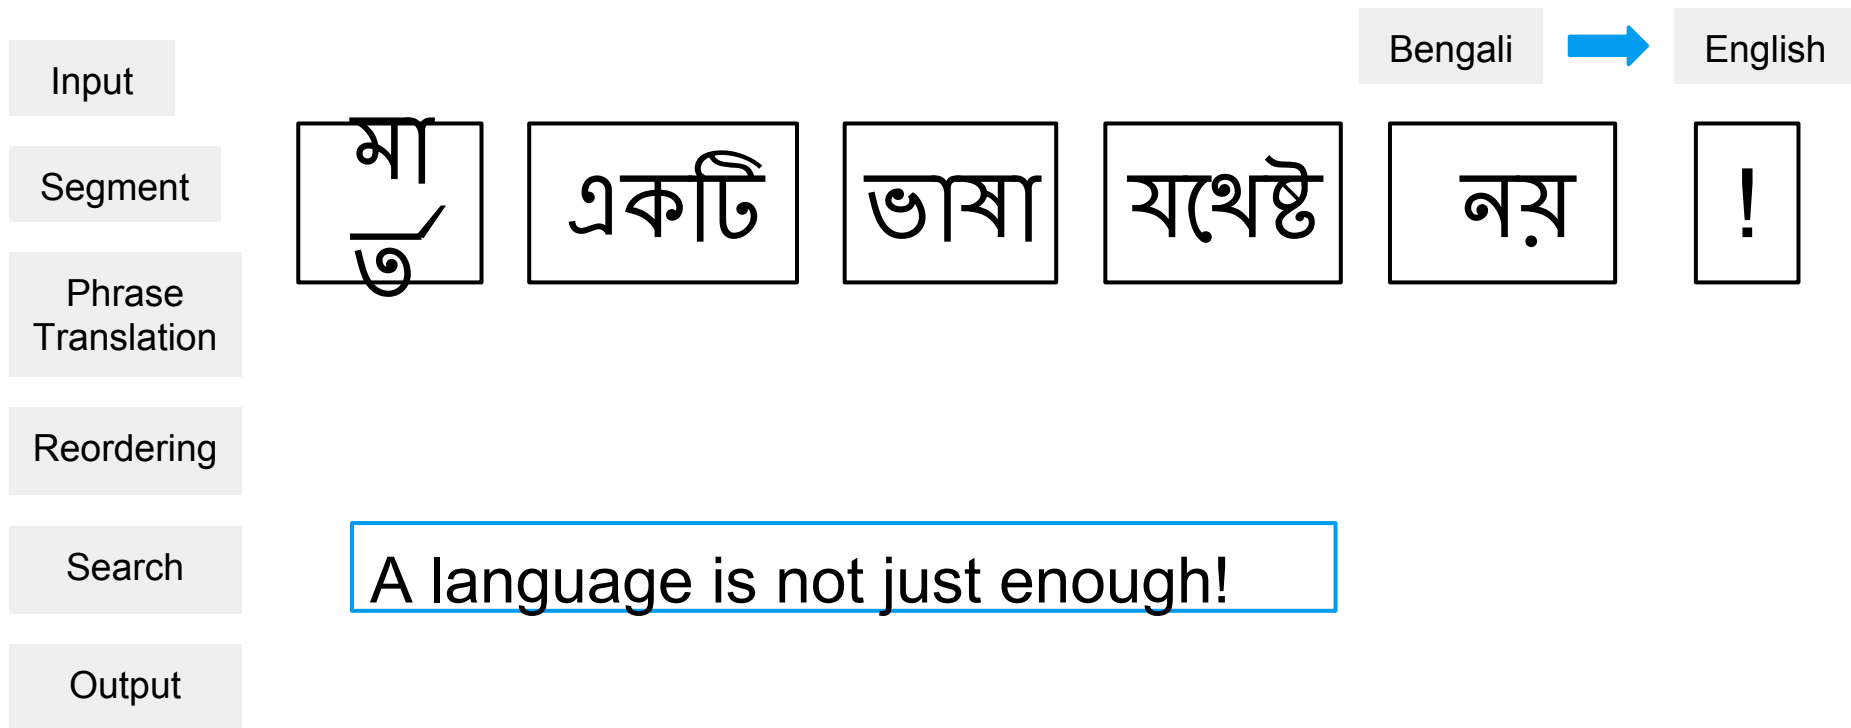 Bengali
English
Input
Segment
Phrase
Translation
Reordering
Search
Output
মা
র্ত
একটি
ভাষা
যথেষ্ট
নয়
!
A language is not just enough!